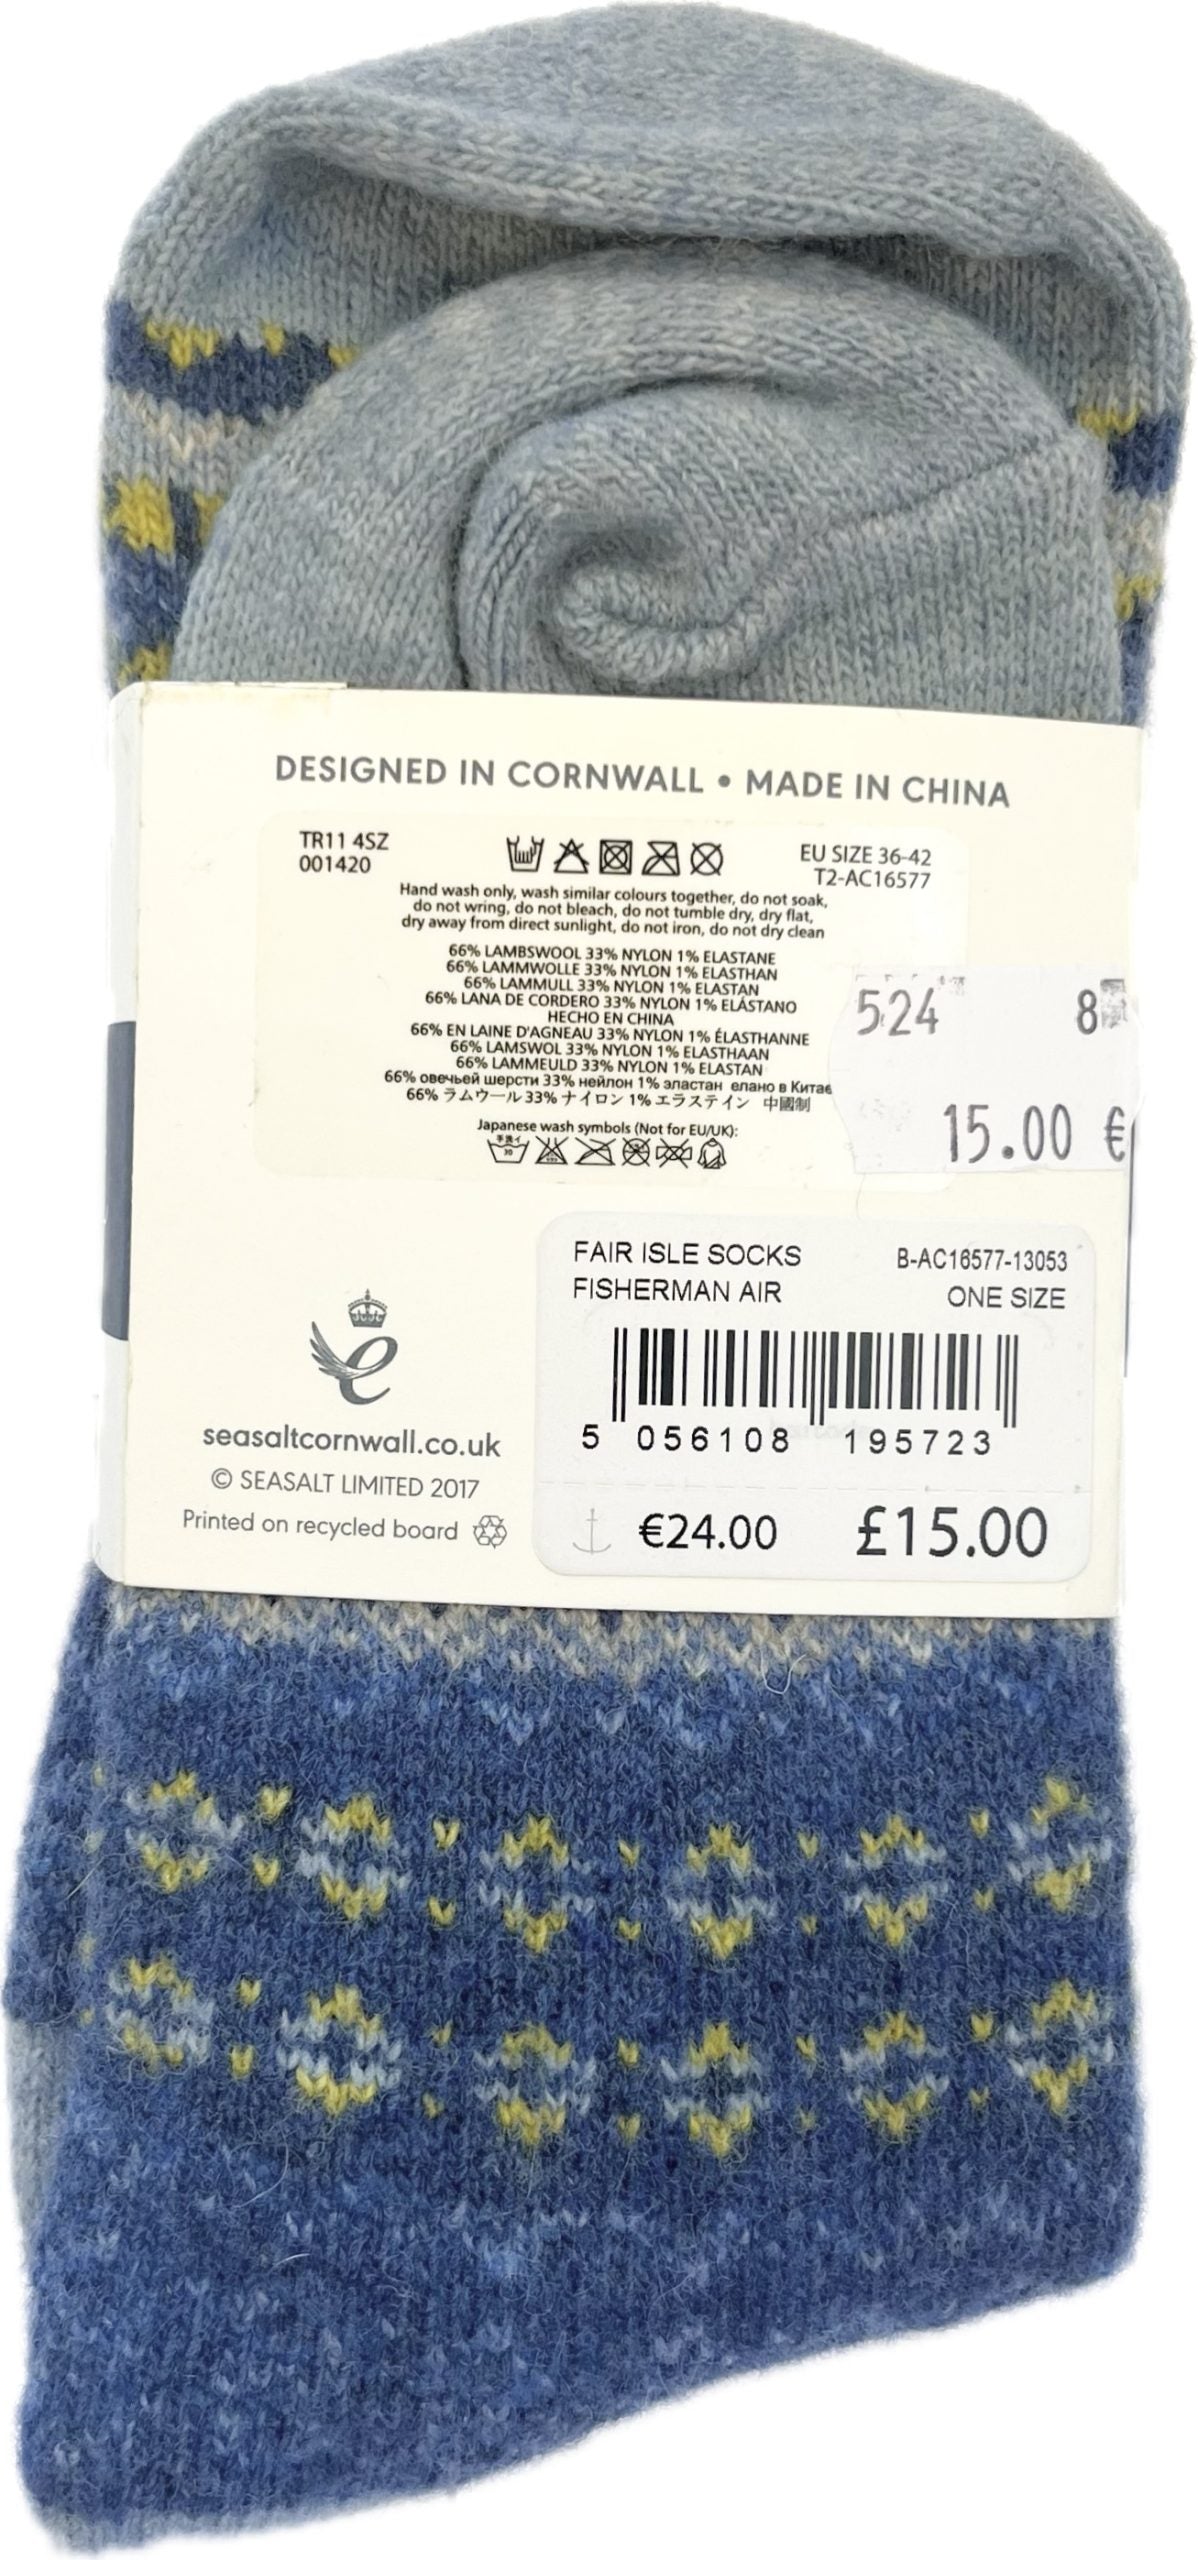 DESIGNED IN CORNWALL • MADE IN CHINA
TR11 4SZ
001420
EU SIZE 36-42
T2-AC16577
Hand wash only, wash similar colours together, do not soak,
do not wring, do not bleach, do not tumble dry, dry flat,
dry away from direct sunlight, do not iron, do not dry clean
66% LAMBSWOOL 33% NYLON 1% ELASTANE
66% LAMMWOLLE 33% NYLON 1% ELASTHAN
66% LAMMULL 33% NYLON 1% ELASTAN
66% LANA DE CORDERO 33% NYLON 1% ELÁSTANO
HECHO EN CHINA
66% EN LAINE D'AGNEAU 33% NYLON 1% ÉLASTHANNE
66% LAMSWOL 33% NYLON 1% ELASTHAAN
66% LAMMEULD 33% NYLON 1% ELASTAN
66% овечьей шерсти 33% нейлон 1% эластан елано в Китае
66% ラムウール 33% ナイロン 1% エラステイン 中國制
Japanese wash symbols (Not for EU/UK):
手洗イ
30
524 8
15.00 €
FAIR ISLE SOCKS B-AC16577-13053
FISHERMAN AIR ONE SIZE
5 056108 195723
€24.00 £15.00
e
seasaltcornwall.co.uk
© SEASALT LIMITED 2017
Printed on recycled board